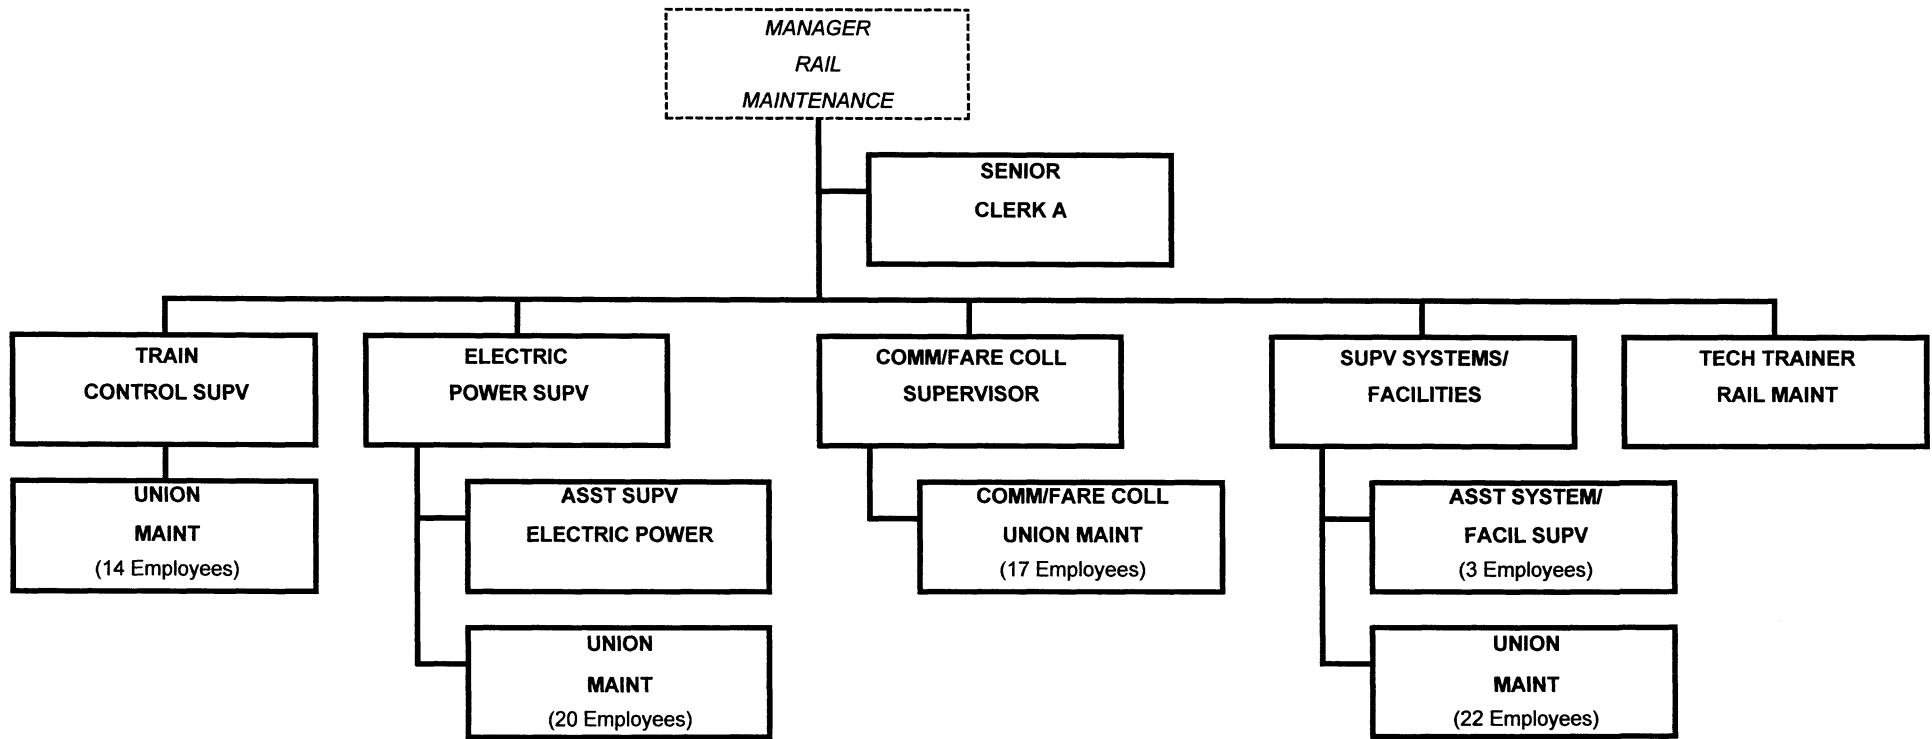 MANAGER
RAIL
MAINTENANCE
SENIOR
CLERK A
TRAIN
CONTROL SUPV
ELECTRIC
POWER SUPV
COMM/FARE COLL
SUPERVISOR
SUPV SYSTEMS/
FACILITIES
TECH TRAINER
RAIL MAINT
UNION
MAINT
(14 Employees)
ASST SUPV
ELECTRIC POWER
COMM/FARE COLL
UNION MAINT
(17 Employees)
ASST SYSTEM/
FACIL SUPV
(3 Employees)
UNION
MAINT
(20 Employees)
UNION
MAINT
(22 Employees)